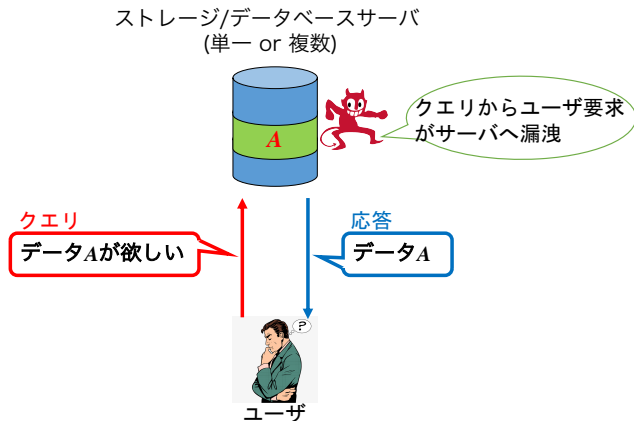 ストレージ/データベースサーバ
(単一 or 複数)
A
クエリからユーザ要求
がサーバへ漏洩
クエリ
データAが欲しい
応答
データA
?
ユーザ